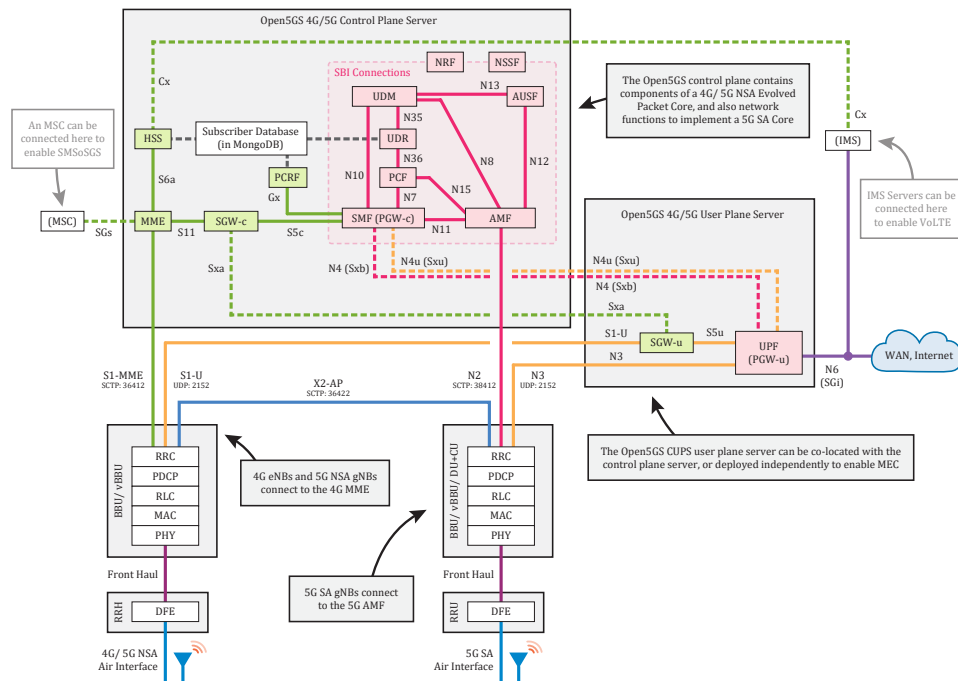 Open5GS 4G/5G Control Plane Server
NRF
NSSF
SBI Connections
Cx
N13
UDM
AUSF
The Open5GS control plane contains
components of a 4G/ 5G NSA Evolved
Packet Core, and also network
functions to implement a 5G SA Core
Cx
An MSC can be
connected here to
enable SMSoSGS
N35
HSS
Subscriber Database
(in MongoDB)
UDR
(IMS)
N36
N8
N12
PCRF
PCF
S6a
N10
N15
Gx
N7
IMS Servers can be
connected here
to enable VoLTE
(MSC)
MME
SGW-c
SMF (PGW-c)
AMF
Open5GS 4G/5G User Plane Server
SGs
S11
S5c
N11
Sxa
N4u (Sxu)
N4 (Sxb)
N4u (Sxu)
N4 (Sxb)
Sxa
S1-U
S5u
SGW-u
UPF
(PGW-u)
N3
WAN, Internet
N6
(SGi)
S1-MME
SCTP: 36412
S1-U
UDP: 2152
X2-AP
SCTP: 36422
N2
SCTP: 38412
N3
UDP: 2152
BBU/ vBBU
RRC
PDCP
RLC
MAC
PHY
4G eNBs and 5G NSA gNBs
connect to the 4G MME
BBU/ vBBU/ DU+CU
RRC
PDCP
RLC
MAC
PHY
The Open5GS CUPS user plane server can be co-located with the
control plane server, or deployed independently to enable MEC
Front Haul
5G SA gNBs connect
to the 5G AMF
Front Haul
RRH
DFE
RRU
DFE
4G/ 5G NSA
Air Interface
5G SA
Air Interface